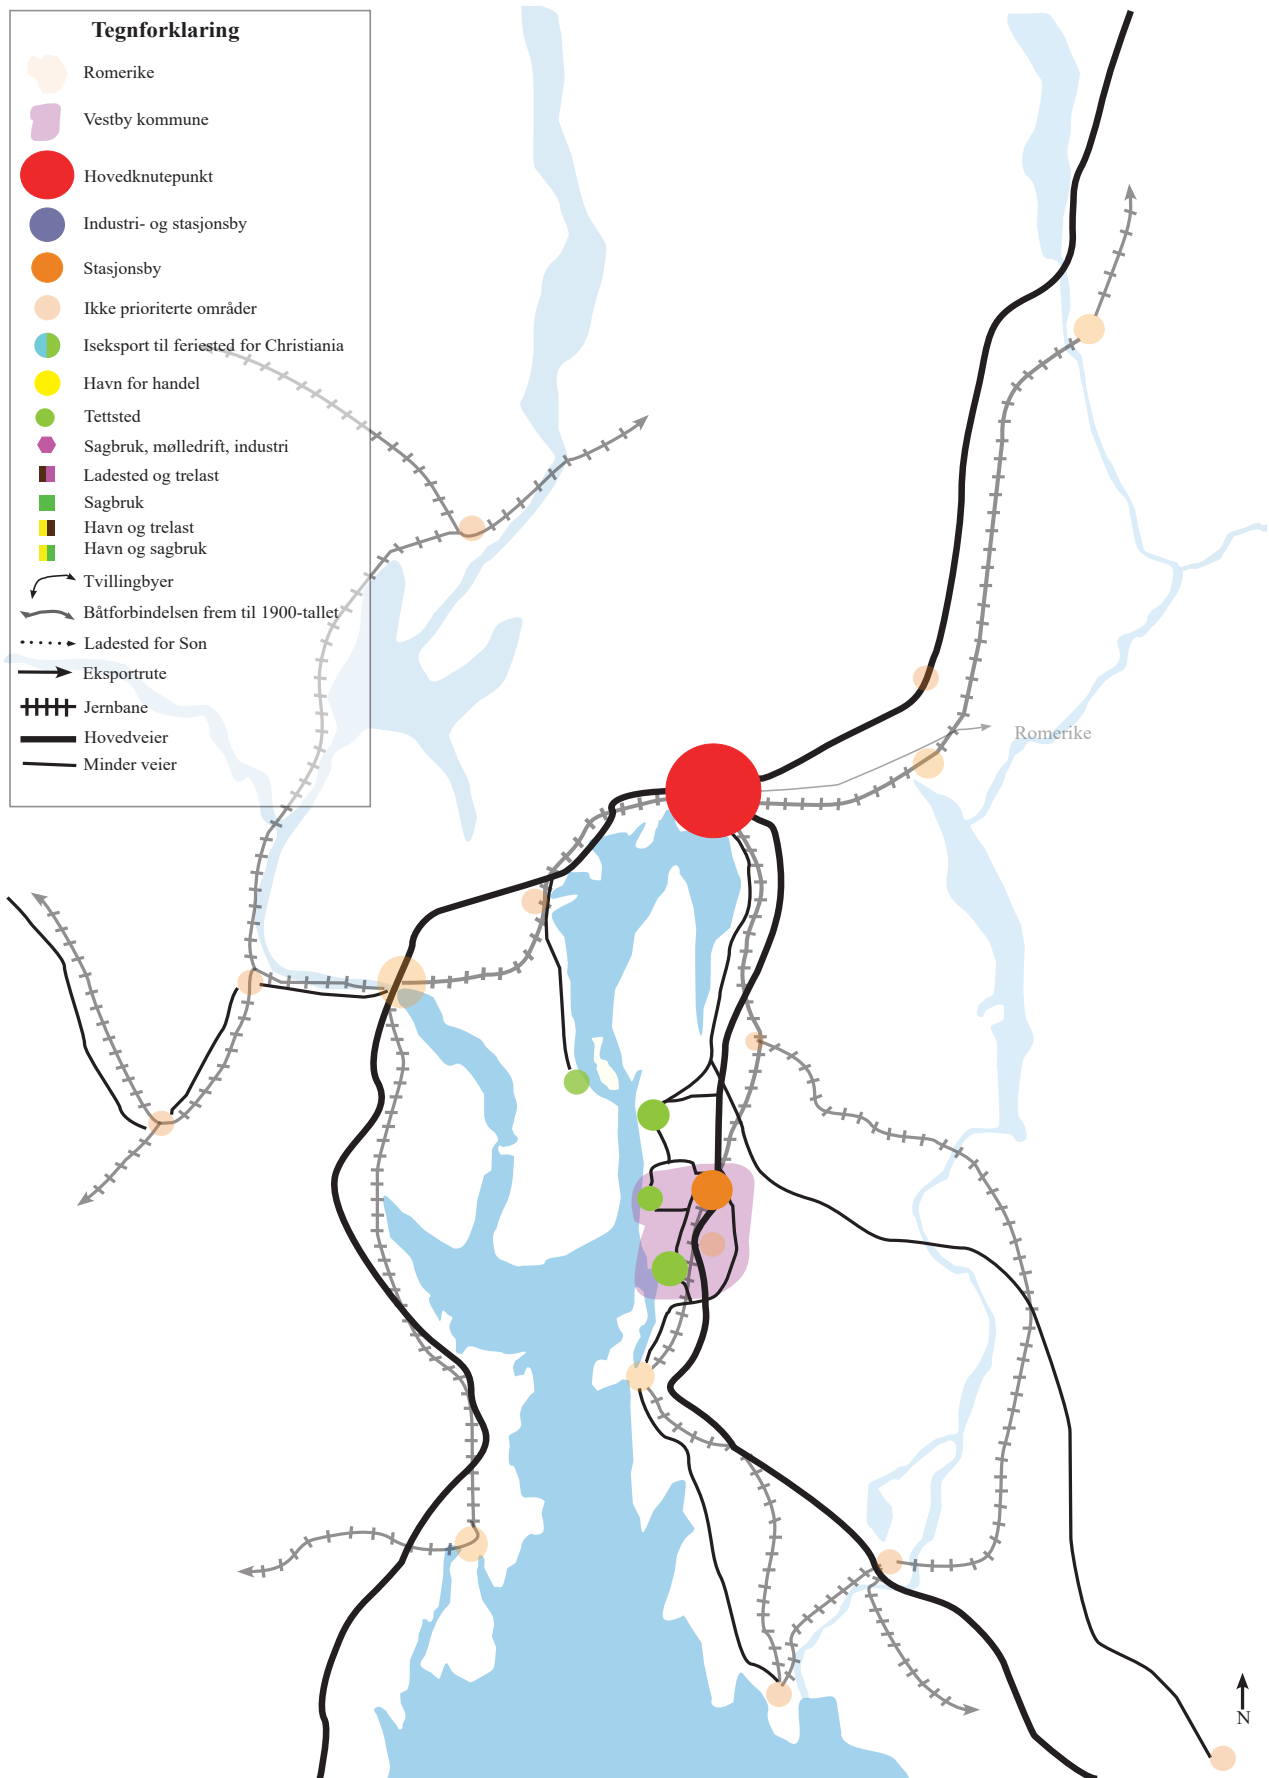 Tegnforklaring
Romerike
Vestby kommune
Hovedknutepunkt
Industri- og stasjonsby
Stasjonsby
Ikke prioriterte områder
Iseksport til feriested for Christiania
Havn for handel
Tettsted
Sagbruk, mølledrift, industri
Ladested og trelast
Sagbruk
Havn og trelast
Havn og sagbruk
Tvillingbyer
Båtforbindelsen frem til 1900-tallet
Ladested for Son
Eksportrute
Jernbane
Hovedveier
Minder veier
Romerike
N